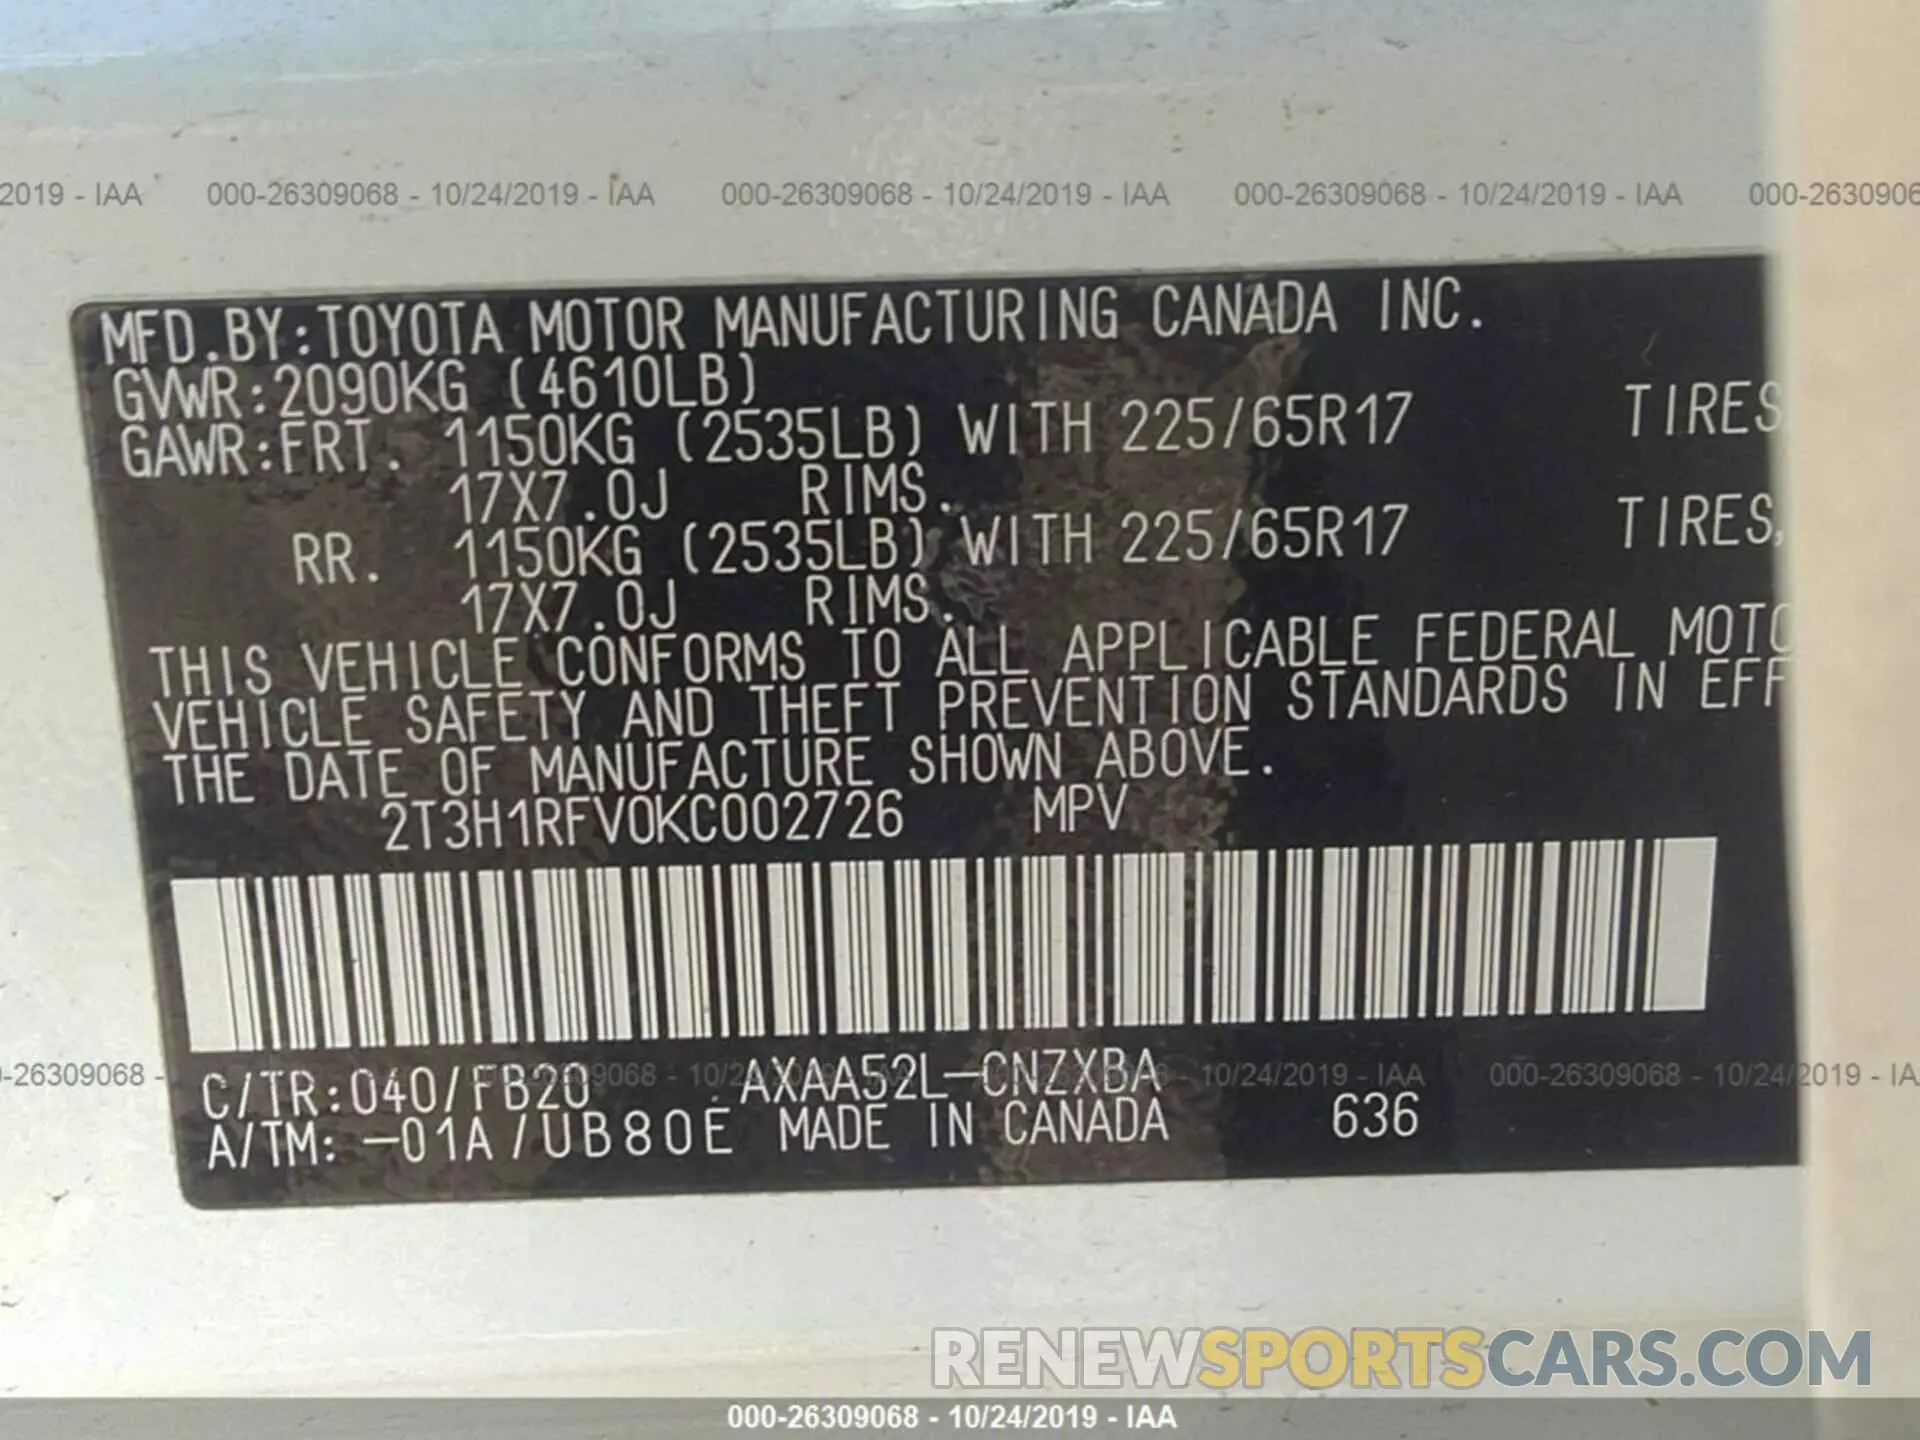 2019 - IAA 000-26309068 - 10/24/2019 - IAA 000-26309068 - 10/24/2019 - IAA 000-26309068 - 10/24/2019 - IAA 000-2630906
MFD.BY:TOYOTA MOTOR MANUFACTURING CANADA INC.
GVWR:2090KG (4610LB)
GAWR:FRT. 1150KG (2535LB) WITH 225/65R17 TIRES
17X7.0J RIMS.
RR. 1150KG (2535LB) WITH 225/65R17 TIRES,
17X7.0J RIMS.
THIS VEHICLE CONFORMS TO ALL APPLICABLE FEDERAL MOTO
VEHICLE SAFETY AND THEFT PREVENTION STANDARDS IN EFF
THE DATE OF MANUFACTURE SHOWN ABOVE.
2T3H1RFV0KC002726 MPV
-26309068 - 10/24/2019 - IAA 000-26309068 - 10/24/2019 - IA
C/TR:040/FB20 AXAA52L-CNZXBA
A/TM:-01A/UB80E MADE IN CANADA 636
RENEWSPORTSCARS.COM
000-26309068 - 10/24/2019 - IAA